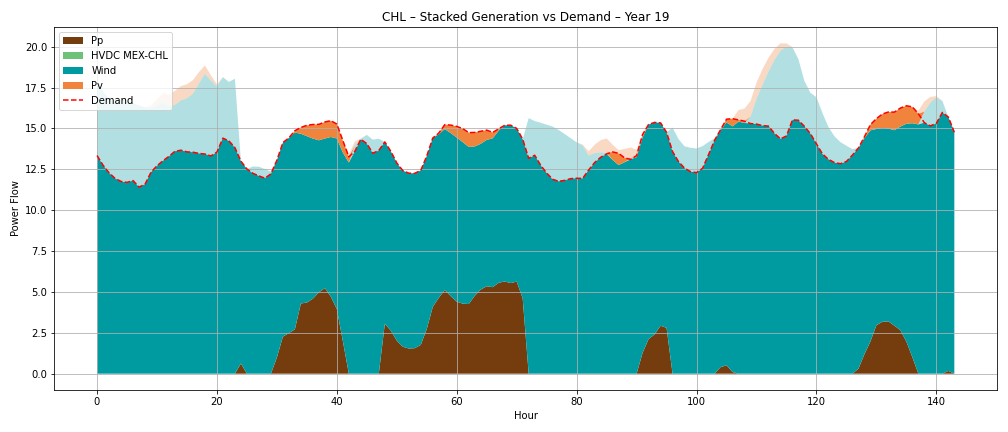 CHL – Stacked Generation vs Demand – Year 19
Pp
HVDC MEX-CHL
Wind
Pv
Demand
Power Flow
20.0
17.5
15.0
12.5
10.0
7.5
5.0
2.5
0.0
0 20 40 60 80 100 120 140
Hour